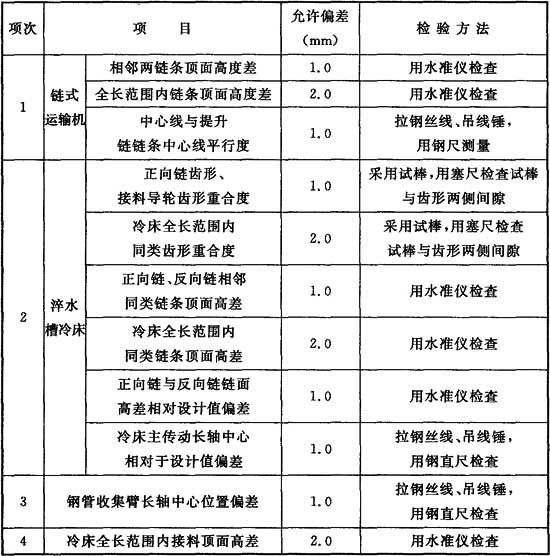 项次
项 目
允许偏差
（mm）
检 验 方 法
1
链式
运输机
相邻两链条顶面高度差
1.0
用水准仪检查
全长范围内链条顶面高度差
2.0
用水准仪检查
中心线与提升
链链条中心线平行度
1.0
拉钢丝线、吊线锤，
用钢尺测量
2
淬水
槽冷床
正向链齿形、
接料导轮齿形重合度
1.0
采用试棒，用塞尺检查试棒
与齿形两侧间隙
冷床全长范围内
同类齿形重合度
2.0
采用试棒，用塞尺检查
试棒与齿形两侧间隙
正向链、反向链相邻
同类链条顶面高差
1.0
用水准仪检查
冷床全长范围内
同类链条顶面高差
2.0
用水准仪检查
正向链与反向链链面
高差相对设计值偏差
1.0
用水准仪检查
冷床主传动长轴中心
相对于设计值偏差
1.0
拉钢丝线、吊线锤，
用钢直尺检查
3
钢管收集臂长轴中心位置偏差
1.0
拉钢丝线、吊线锤，
用钢直尺检查
4
冷床全长范围内接料顶面高差
2.0
用水准仪检查